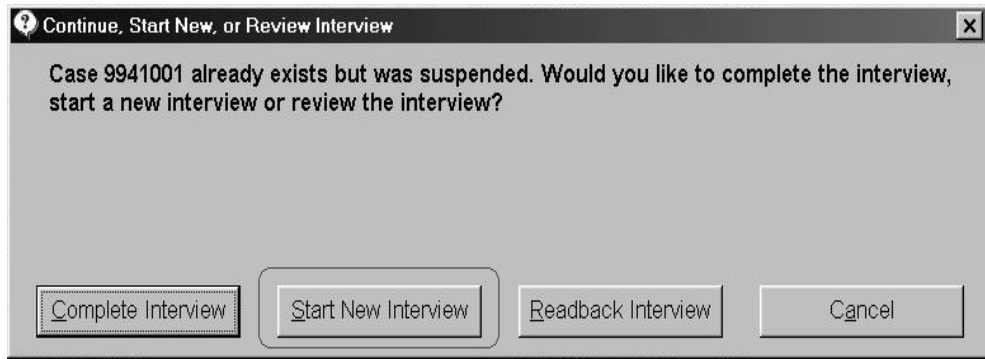 Continue, Start New, or Review Interview
Case 9941001 already exists but was suspended. Would you like to complete the interview,
start a new interview or review the interview?
Complete Interview
Start New Interview
Readback Interview
Cancel